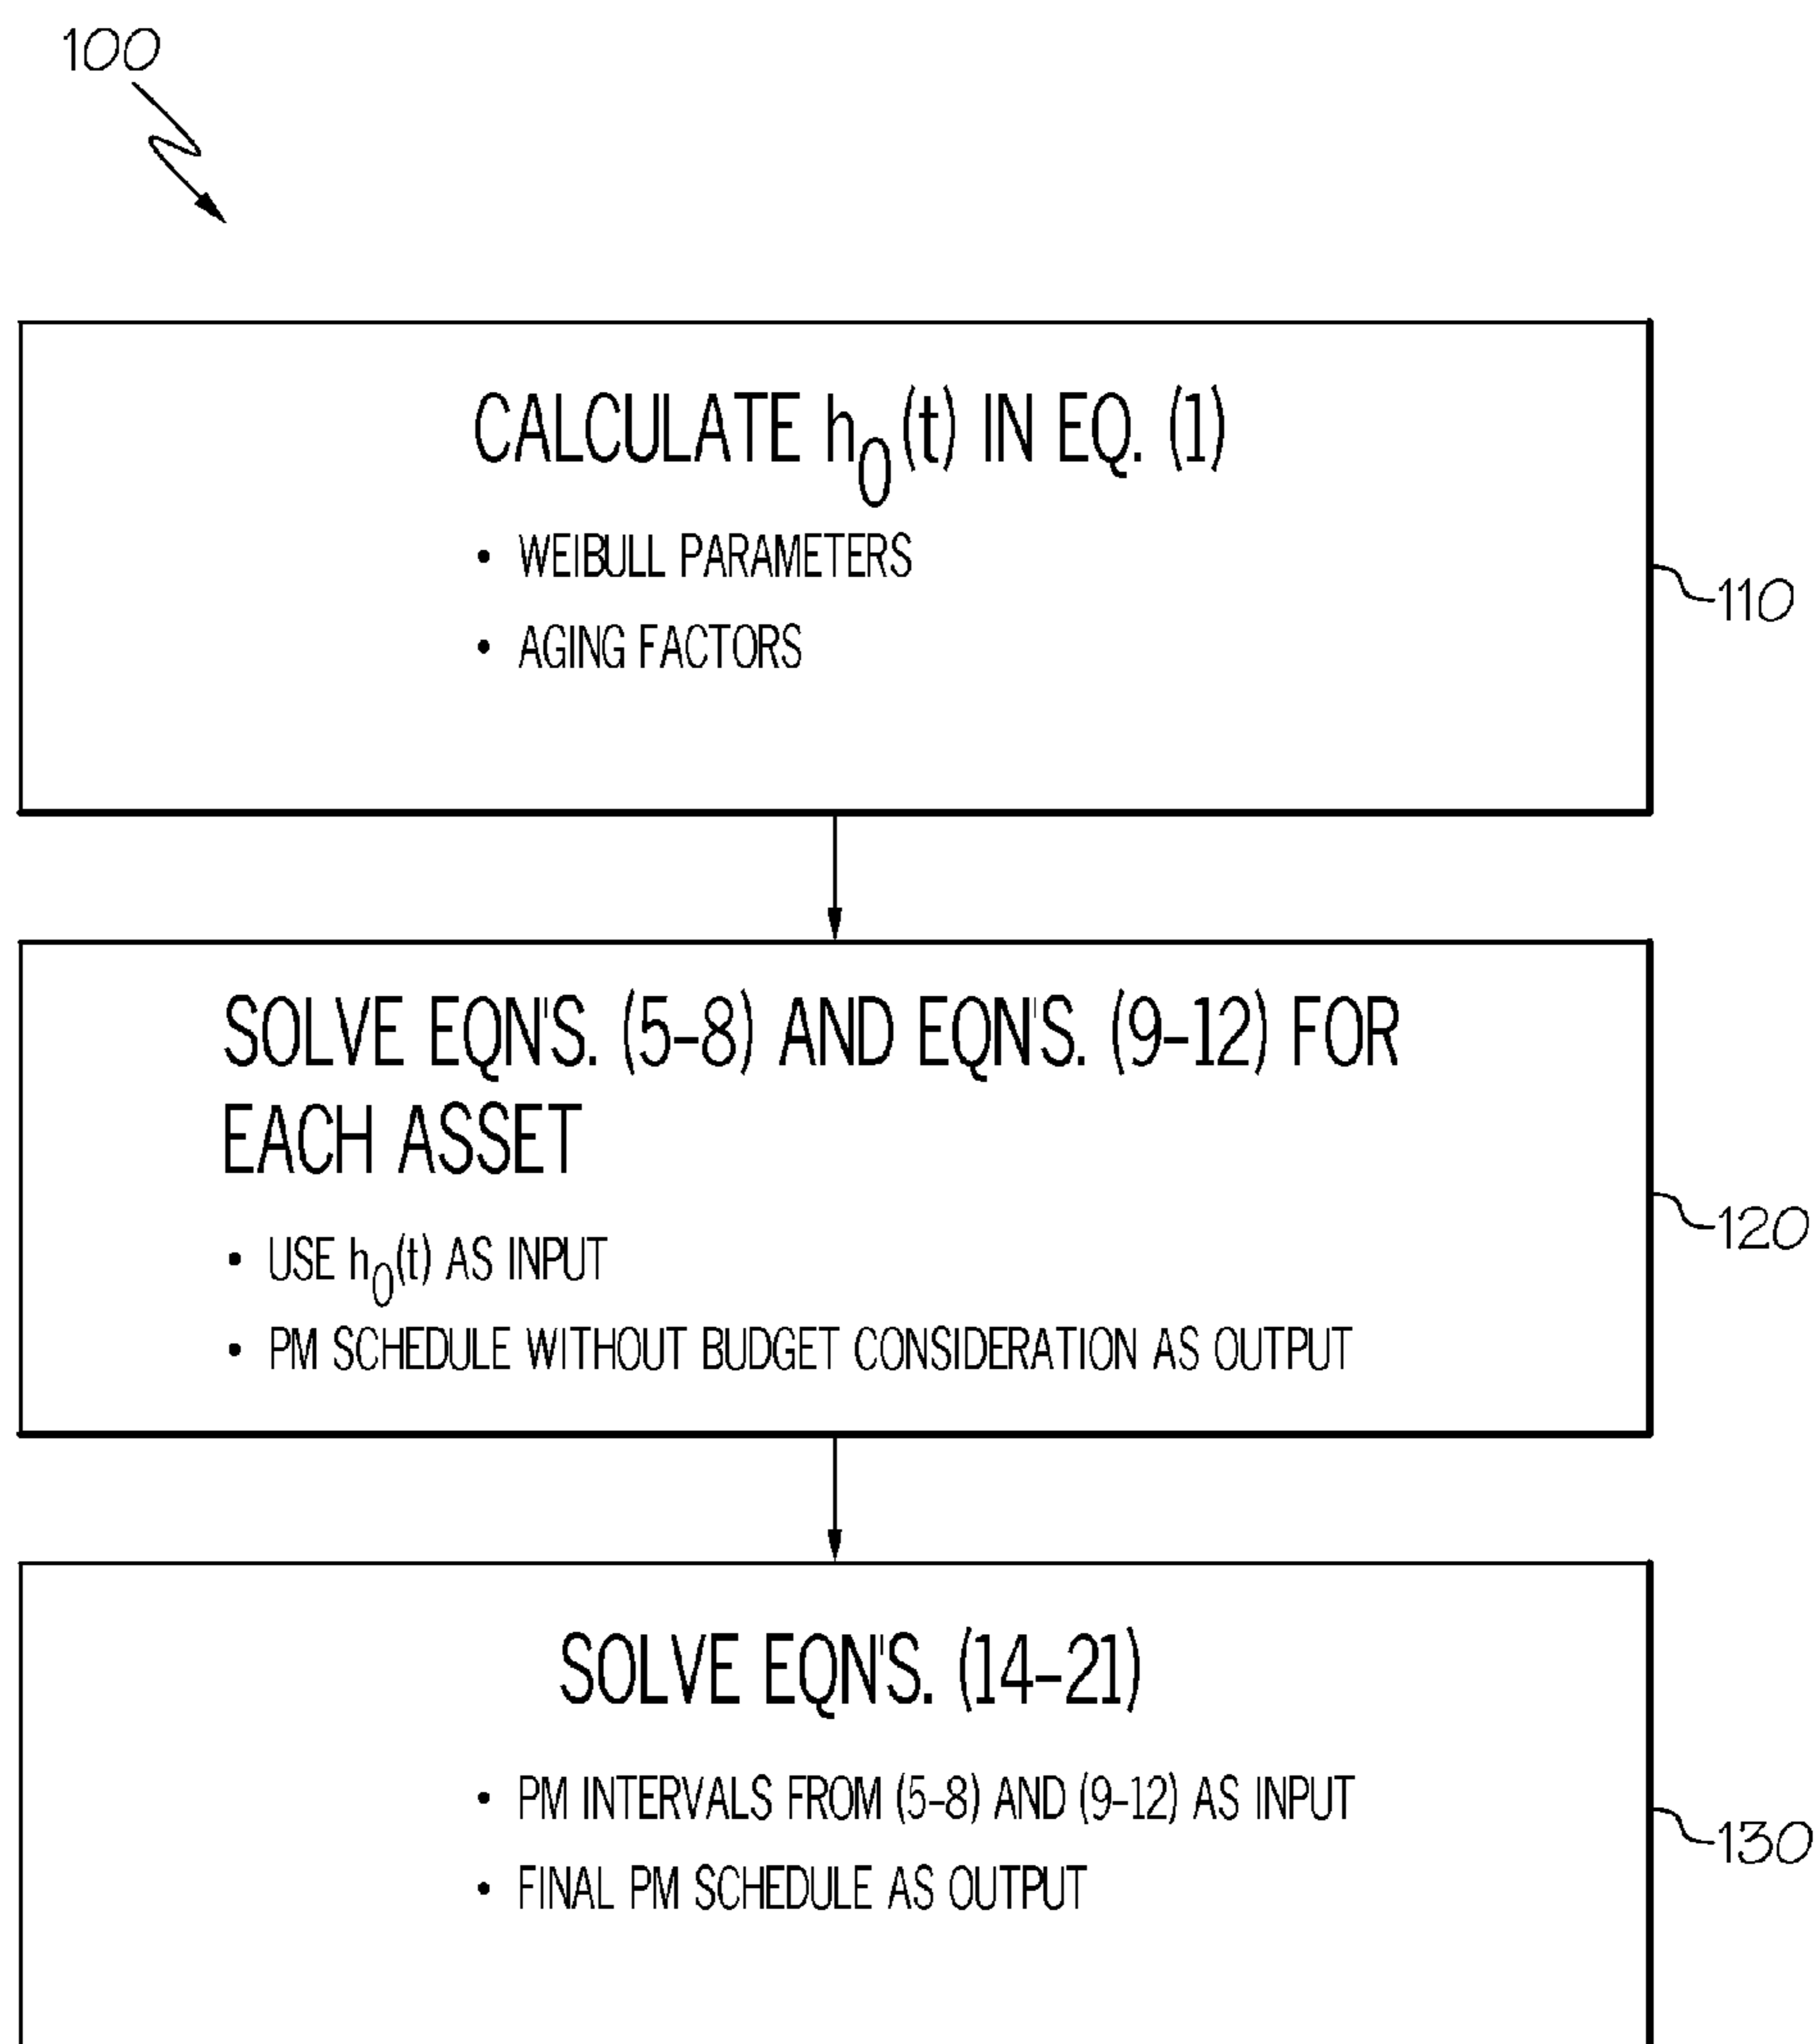 100
CALCULATE h0(t) IN EQ. (1)
• WEIBULL PARAMETERS
• AGING FACTORS
110
SOLVE EQN'S. (5–8) AND EQN'S. (9–12) FOR
EACH ASSET
• USE h0(t) AS INPUT
• PM SCHEDULE WITHOUT BUDGET CONSIDERATION AS OUTPUT
120
SOLVE EQN'S. (14–21)
• PM INTERVALS FROM (5–8) AND (9–12) AS INPUT
• FINAL PM SCHEDULE AS OUTPUT
130